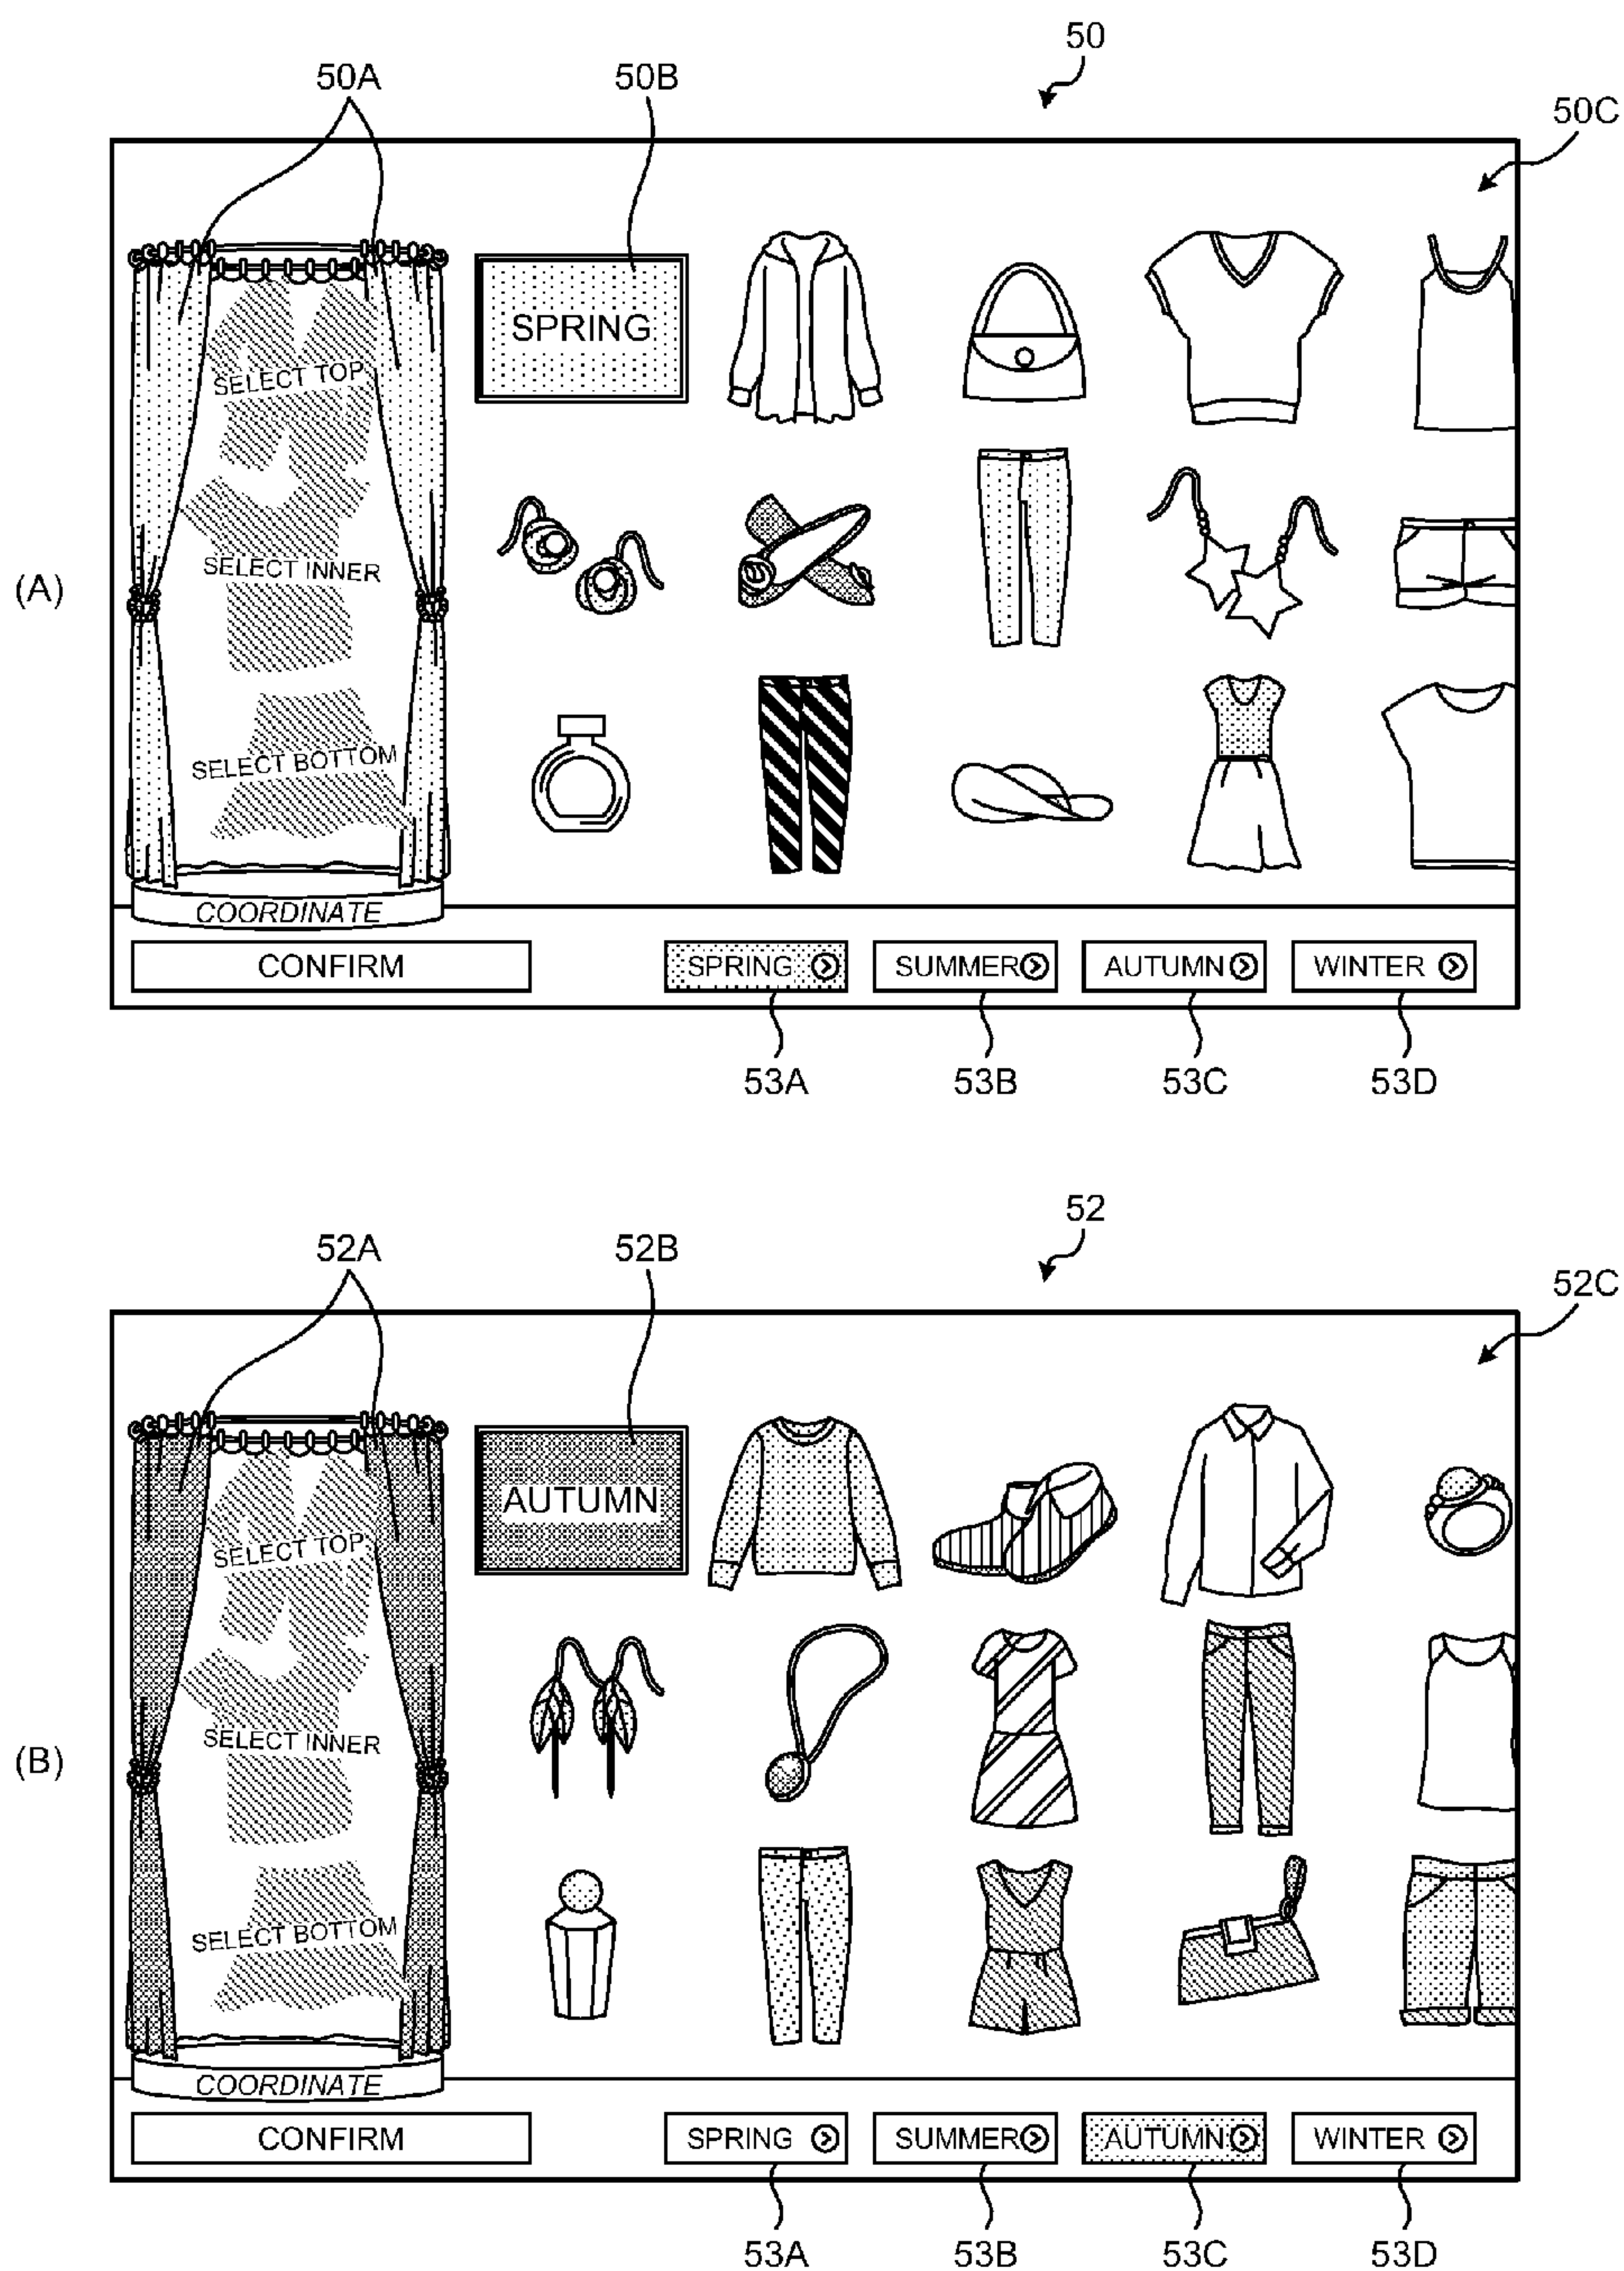 50
50A 50B
50C
SPRING
SELECT TOP
(A)
SELECT INNER
SELECT BOTTOM
COORDINATE
CONFIRM SPRING SUMMER AUTUMN WINTER
53A 53B 53C 53D
52
52A 52B
52C
AUTUMN
SELECT TOP
(B)
SELECT INNER
SELECT BOTTOM
COORDINATE
CONFIRM SPRING SUMMER AUTUMN WINTER
53A 53B 53C 53D